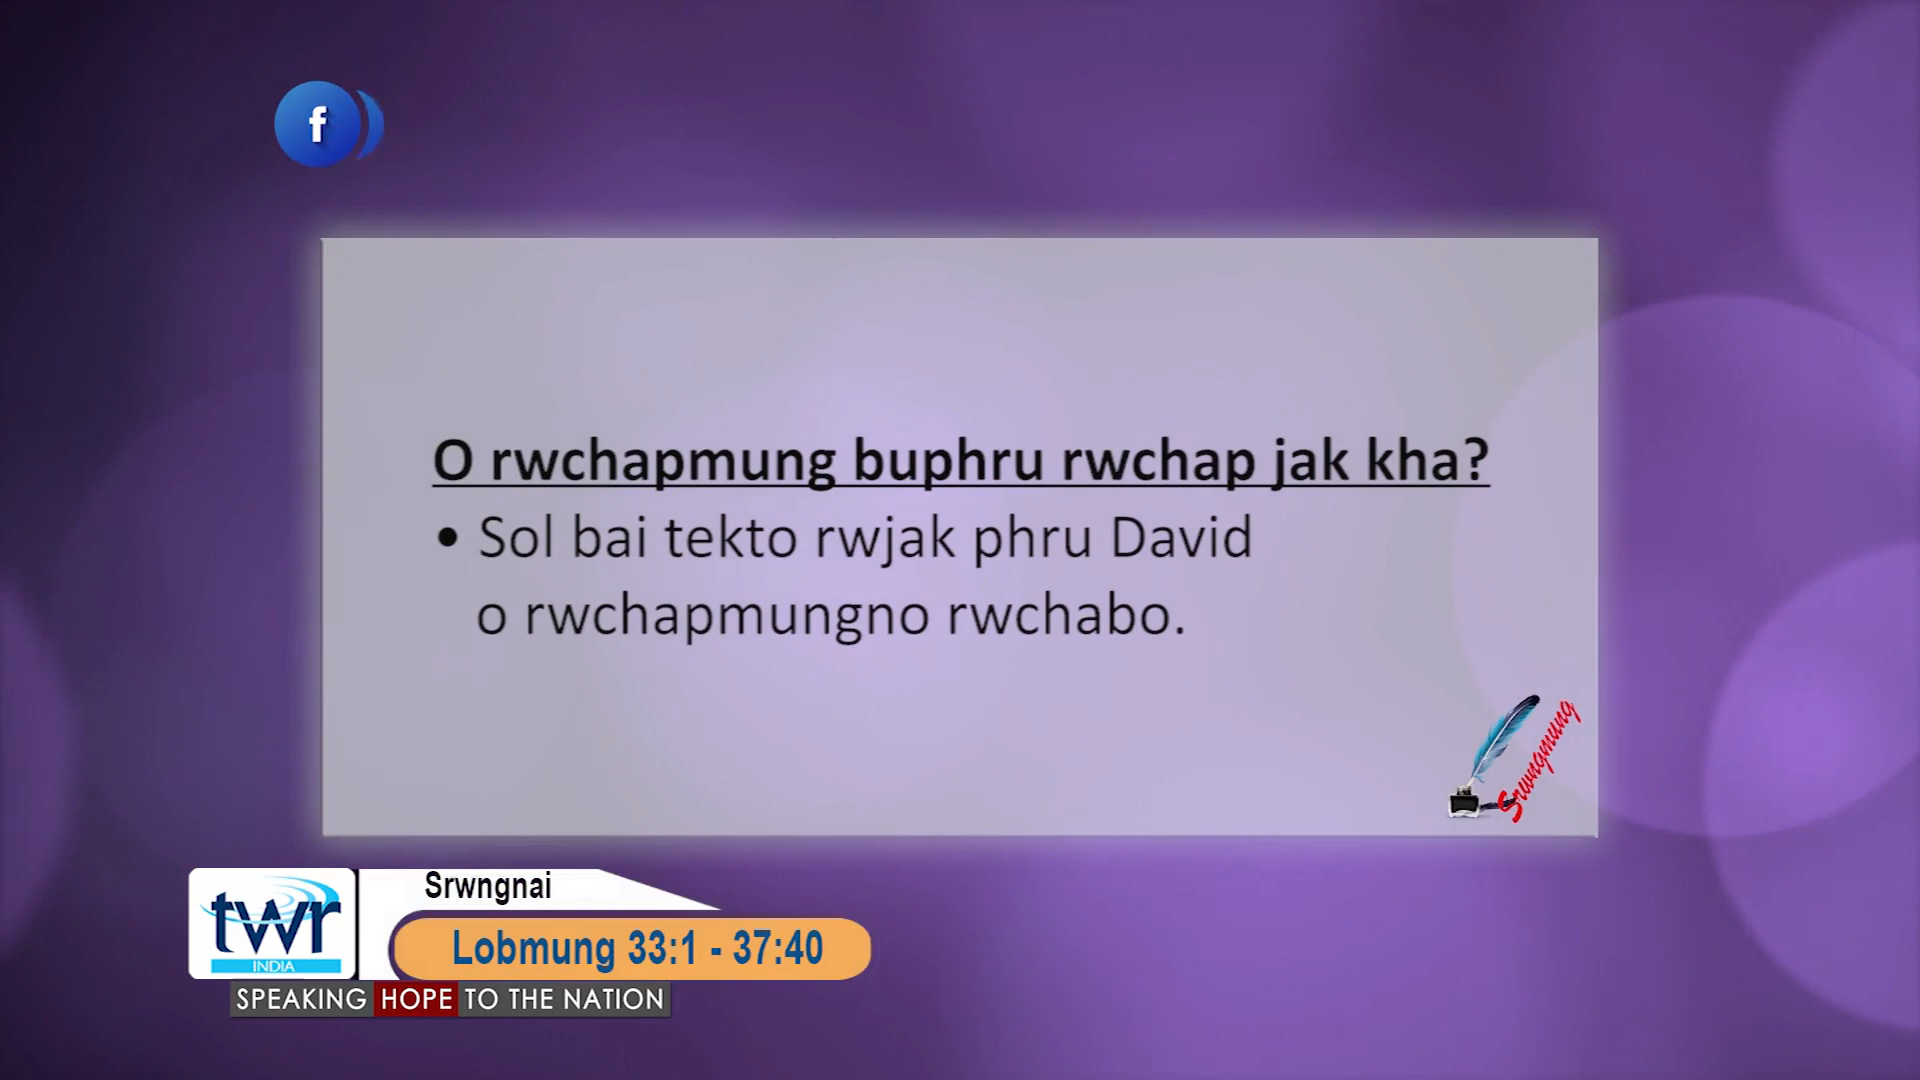 f
O rwchapmung buphru rwchap jak kha?
• Sol bai tekto rwjak phru David
o rwchapmungno rwchabo.
Srwngmung
twr
INDIA
Srwngnai
Lobmung 33:1 - 37:40
SPEAKING HOPE TO THE NATION